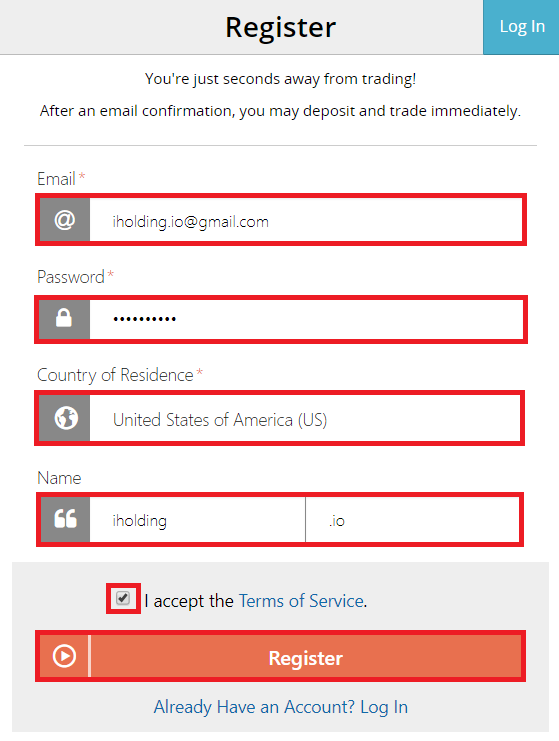 Register
Log In
You're just seconds away from trading!
After an email confirmation, you may deposit and trade immediately.
Email *
@ iholding.io@gmail.com
Password *
••••••••••
Country of Residence *
United States of America (US)
Name
iholding .io
I accept the Terms of Service.
Register
Already Have an Account? Log In